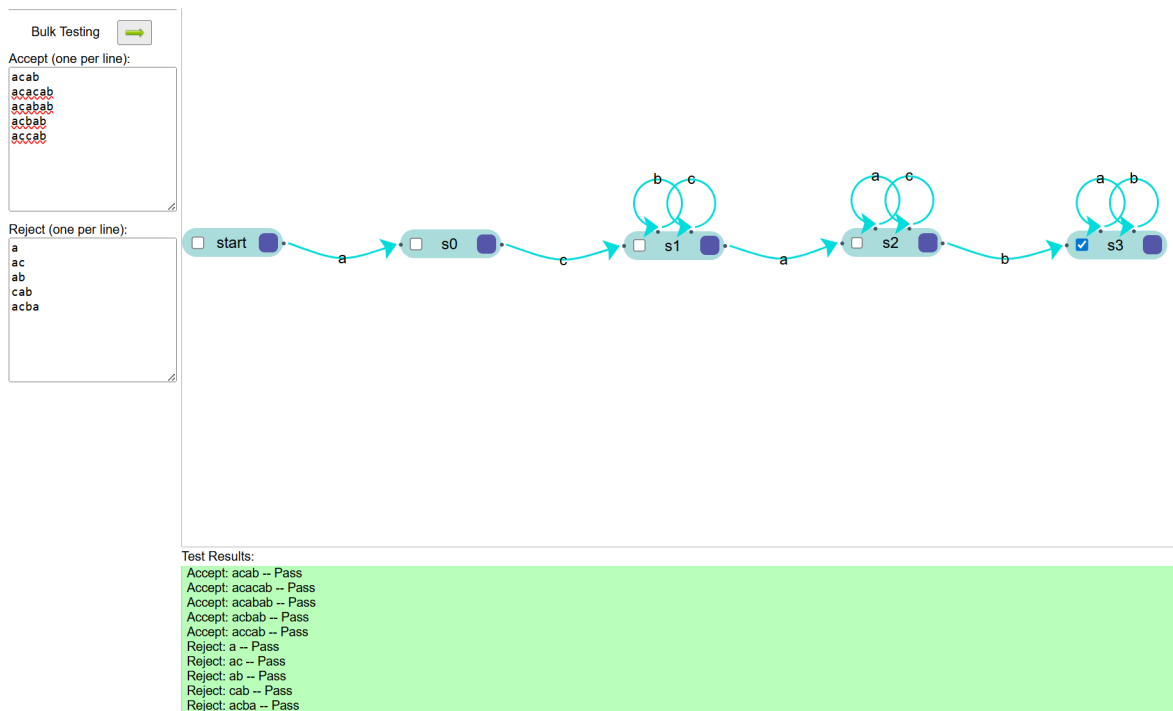 Bulk Testing
Accept (one per line):
acab
acacab
acabab
acbab
accab
Reject (one per line):
a
ac
ab
cab
acba
b c
a c
a b
start
s0
s1
s2
s3
a
c
a
b
Test Results:
Accept: acab -- Pass
Accept: acacab -- Pass
Accept: acabab -- Pass
Accept: acbab -- Pass
Accept: accab -- Pass
Reject: a -- Pass
Reject: ac -- Pass
Reject: ab -- Pass
Reject: cab -- Pass
Reject: acba -- Pass